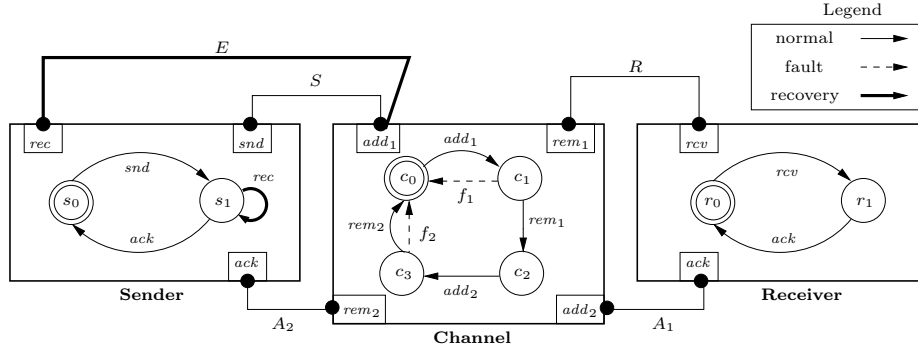 Legend
normal
fault
recovery
E
S
R
rec
snd
add₁
rem₁
rcv
snd
rec
s₀
s₁
ack
ack
Sender
add₁
c₀
c₁
f₁
rem₂
f₂
rem₁
c₃
c₂
add₂
rem₂
add₂
Channel
rcv
r₀
r₁
ack
ack
Receiver
A₂
A₁